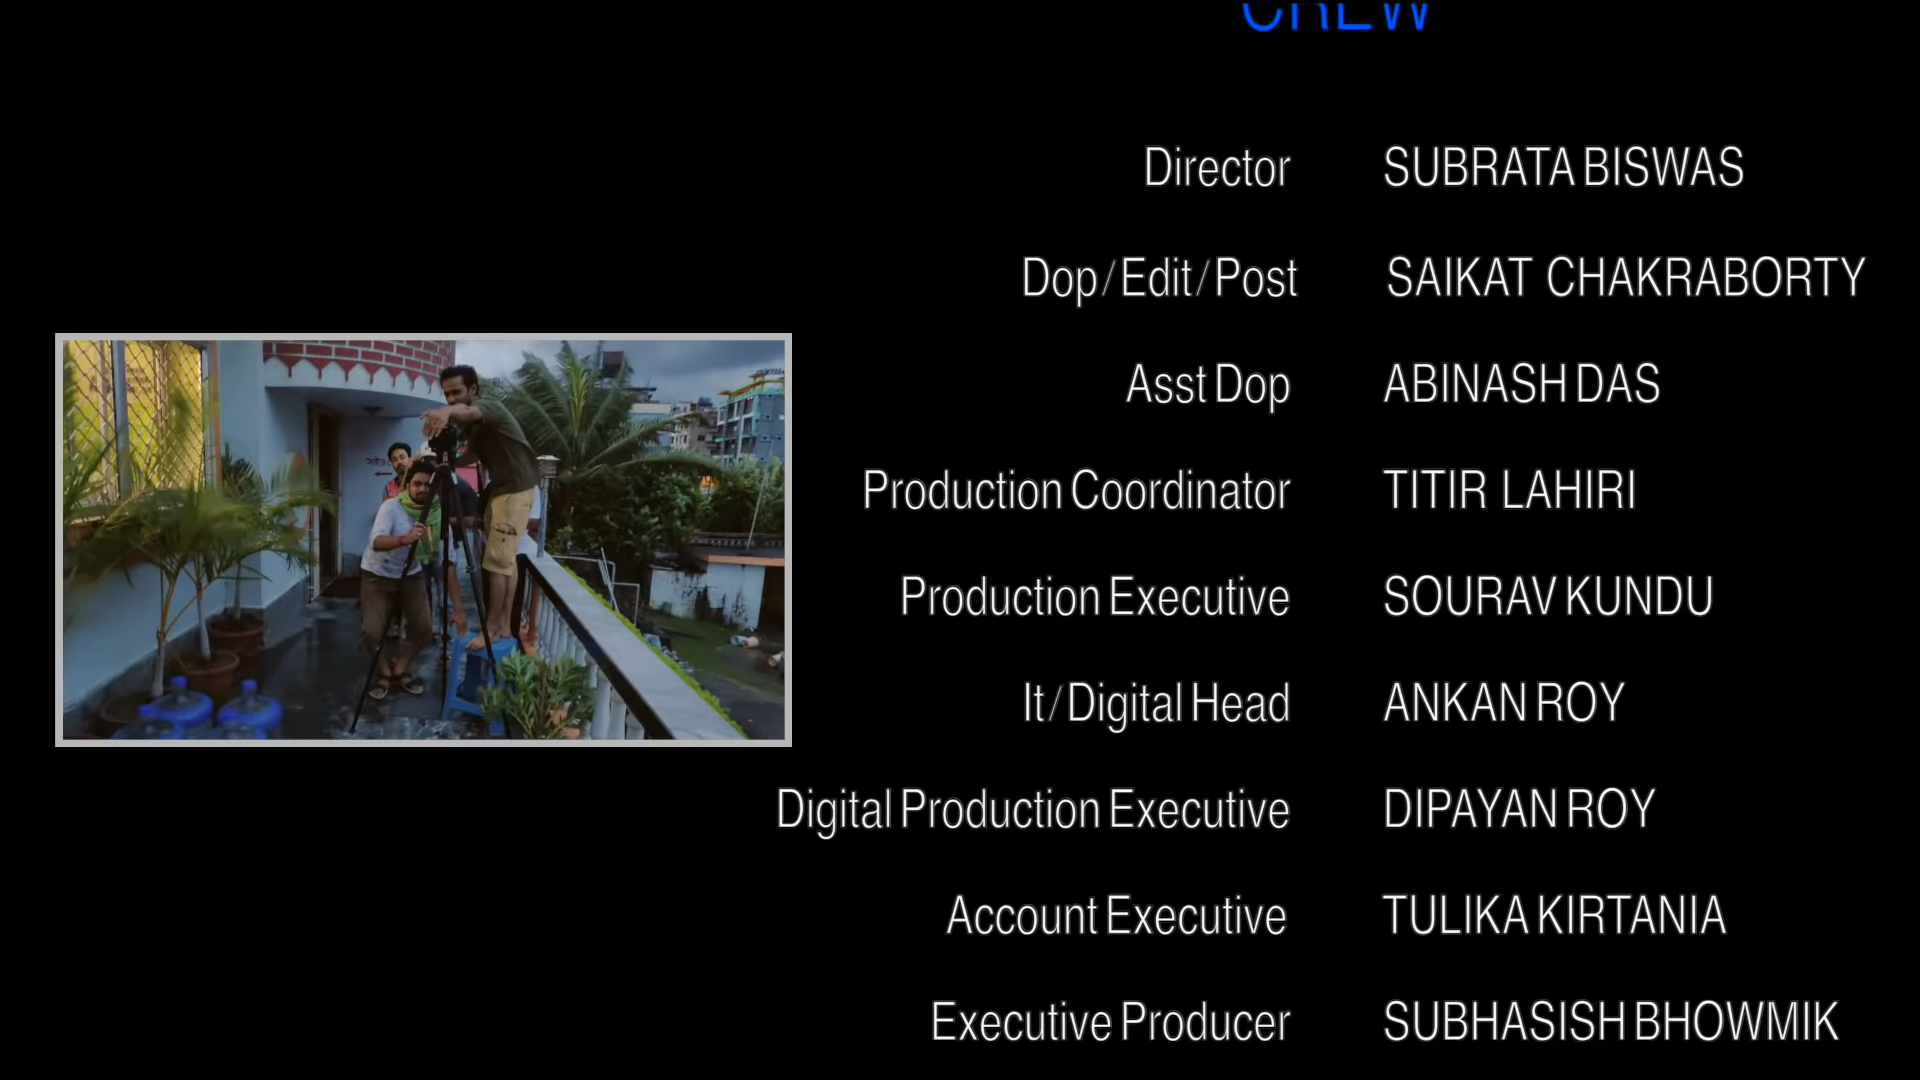 CREW
Director SUBRATA BISWAS
Dop/Edit/Post SAIKAT CHAKRABORTY
Asst Dop ABINASH DAS
Production Coordinator TITIR LAHIRI
Production Executive SOURAV KUNDU
It/Digital Head ANKAN ROY
Digital Production Executive DIPAYAN ROY
Account Executive TULIKA KIRTANIA
Executive Producer SUBHASISH BHOWMIK